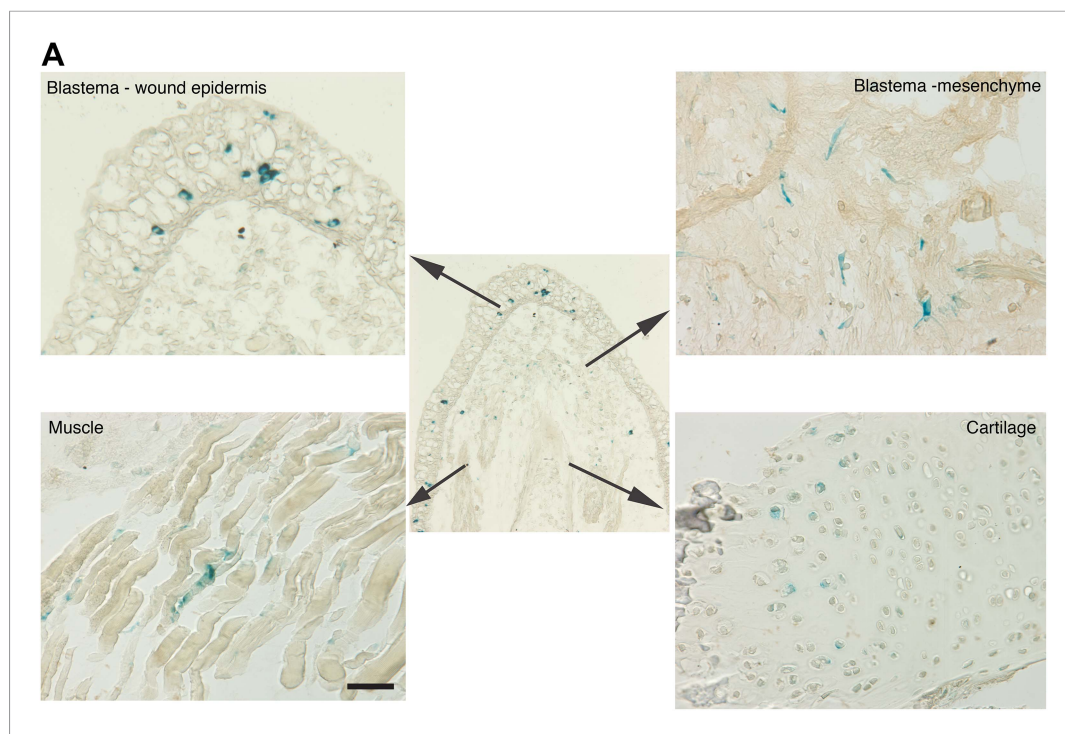 A
Blastema - wound epidermis
Blastema -mesenchyme
Muscle
Cartilage